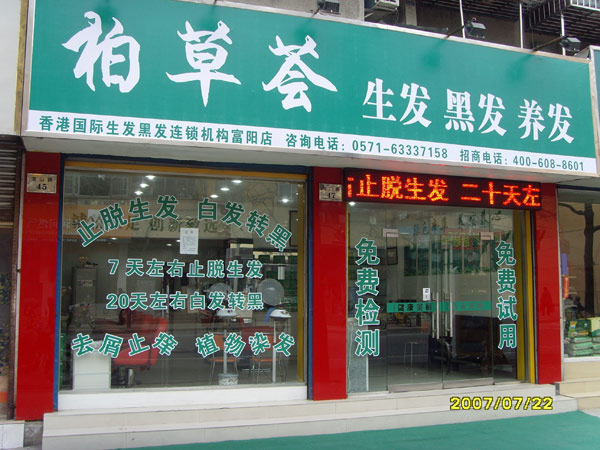 柏草荟
生发 黑发 养发
香港国际生发黑发连锁机构富阳店 咨询电话：0571-63337158 招商电话：400-608-8601
45
47
止脱生发 二十天左
止脱生发 白发转黑
7天左右止脱生发
20天左右白发转黑
去屑止痒 植物染发
免费检测
免费试用
2007/07/22